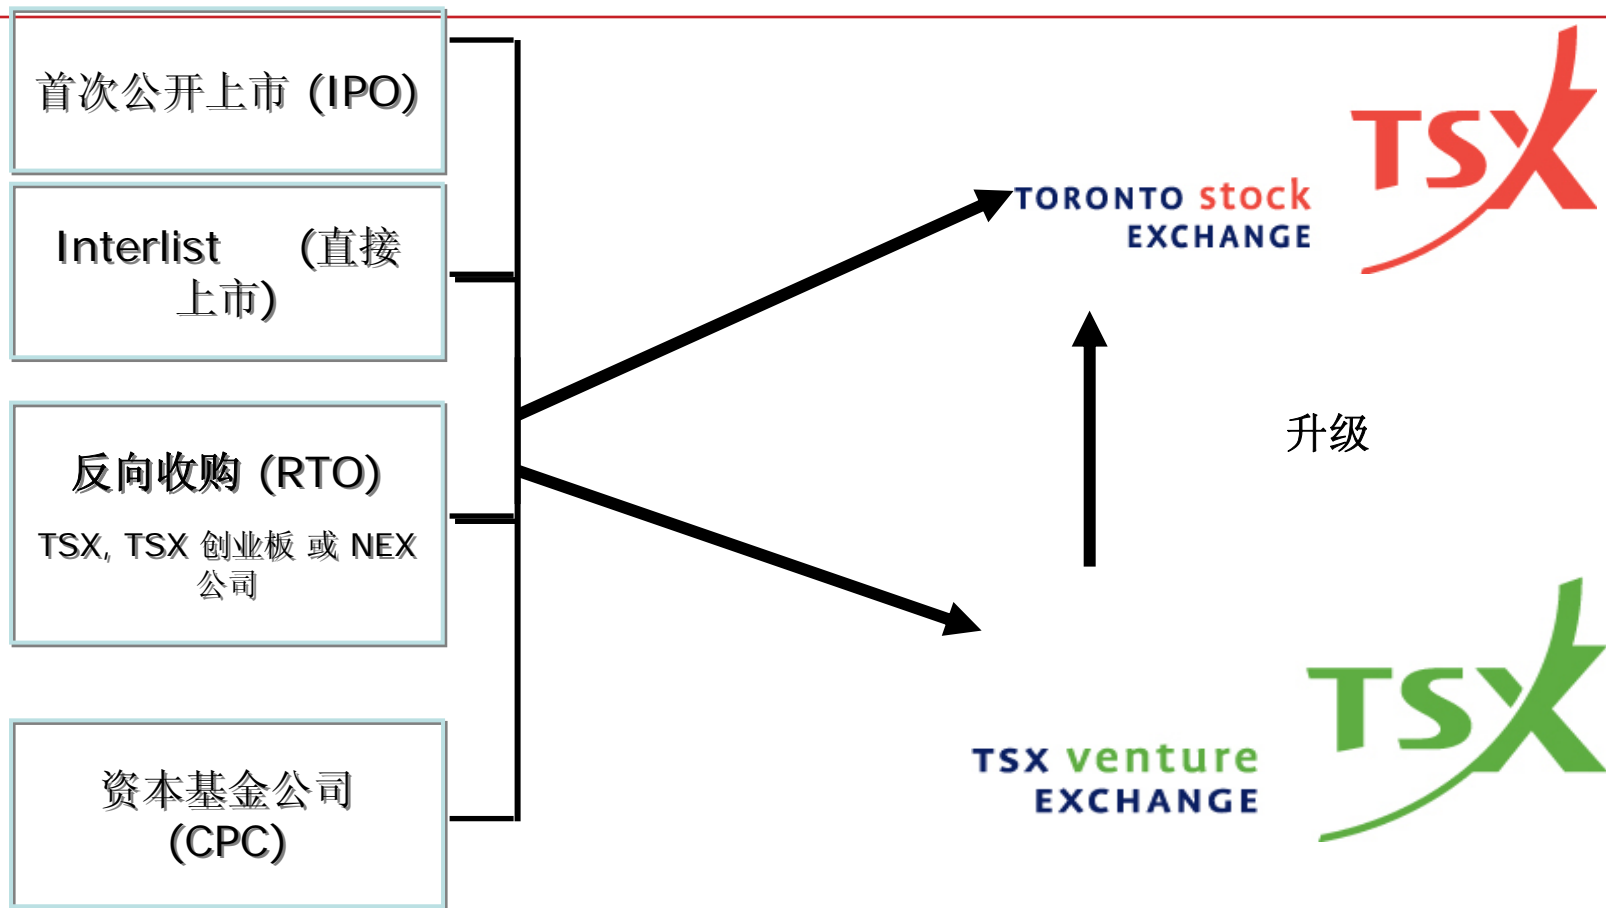 首次公开上市 (IPO)
Interlist (直接
上市)
反向收购 (RTO)
TSX, TSX 创业板 或 NEX
公司
资本基金公司
(CPC)
TORONTO stock
EXCHANGE
TSX
升级
TSX venture
EXCHANGE
TSX